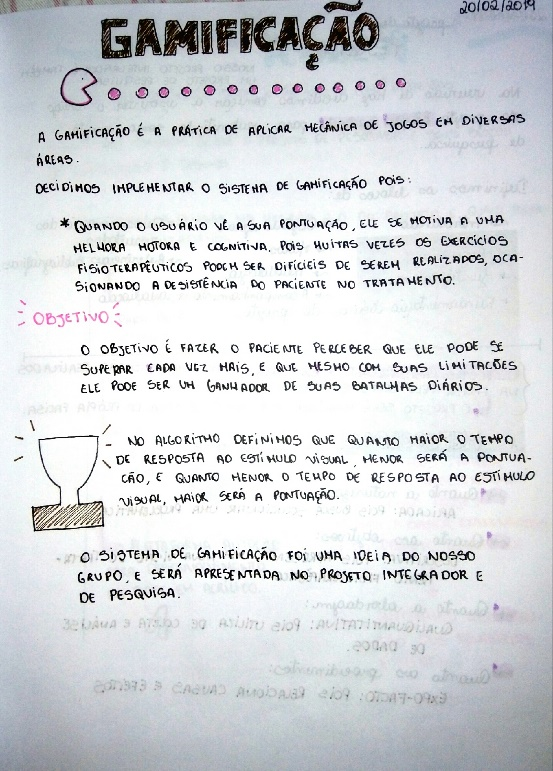 20/02/2019
GAMIFICAÇÃO
A GAMIFICAÇÃO É A PRÁTICA DE APLICAR MECÂNICA DE JOGOS EM DIVERSAS
ÁREAS.
DECIDIMOS IMPLEMENTAR O SISTEMA DE GAMIFICAÇÃO POIS:
* QUANDO O USUÁRIO VÊ A SUA PONTUAÇÃO, ELE SE MOTIVA A UMA
MELHORA MOTORA E COGNITIVA, POIS MUITAS VEZES OS EXERCÍCIOS
FISIOTERAPÊUTICOS PODEM SER DIFÍCIEIS DE SEREM REALIZADOS, OCA-
SIONANDO A DESISTÊNCIA DO PACIENTE NO TRATAMENTO.
OBJETIVO
O OBJETIVO É FAZER O PACIENTE PERCEBER QUE ELE PODE SE
SUPERAR CADA VEZ MAIS, E QUE MESMO COM SUAS LIMITAÇÕES
ELE PODE SER UM GANHADOR DE SUAS BATALHAS DIÁRIOS.
NO ALGORITMO DEFINIMOS QUE QUANTO MAIOR O TEMPO
DE RESPOSTA AO ESTÍMULO VISUAL, MENOR SERÁ A PONTUA-
ÇÃO, E QUANTO MENOR O TEMPO DE RESPOSTA AO ESTÍMULO
VISUAL, MAIOR SERÁ A PONTUAÇÃO.
O SISTEMA DE GAMIFICAÇÃO FOI UMA IDEIA DO NOSSO
GRUPO, E SERÁ APRESENTADA NO PROJETO INTEGRADOR E
DE PESQUISA.